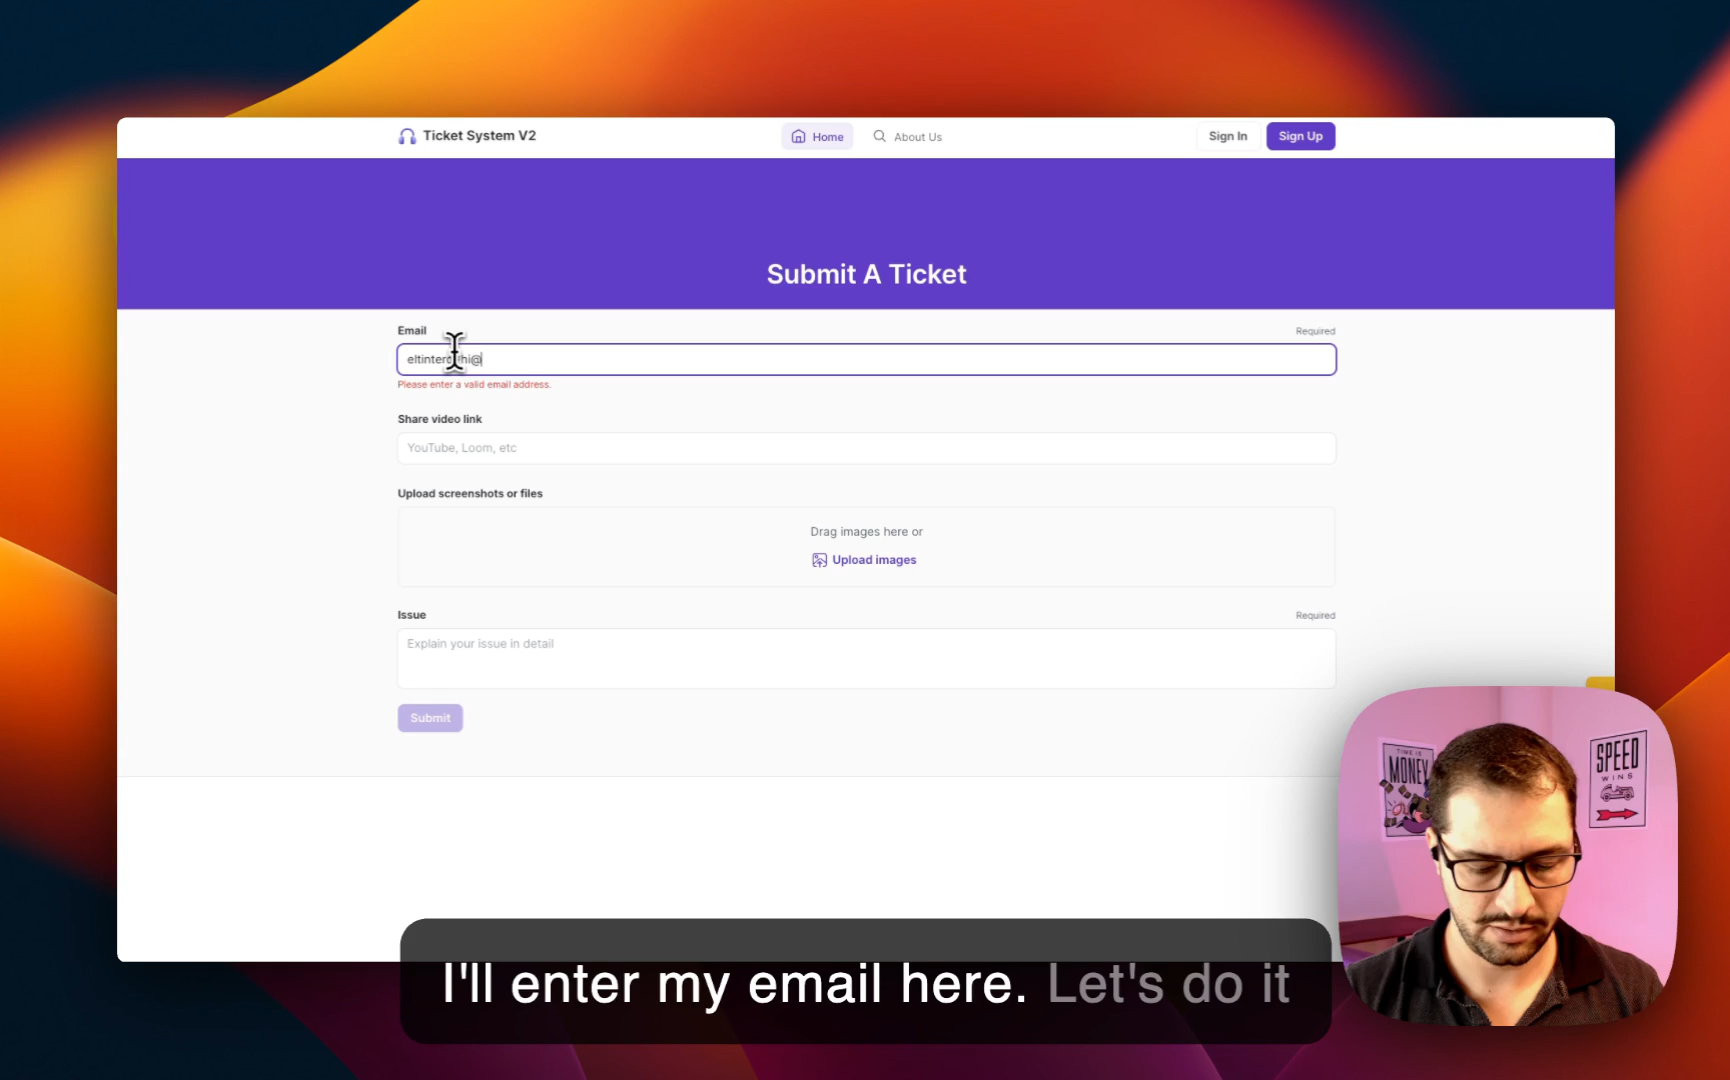 Ticket System V2
Home
About Us
Sign In
Sign Up
Submit A Ticket
Email
Required
Please enter a valid email address.
Share video link
YouTube, Loom, etc
Upload screenshots or files
Drag images here or
Upload images
Issue
Required
Explain your issue in detail
Submit
TIME IS
MONEY
SPEED
WINS
I'll enter my email here. Let's do it